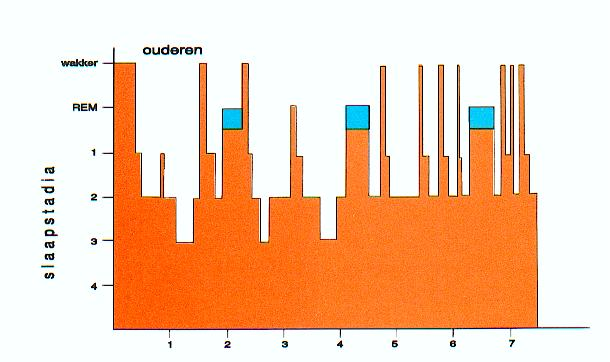 ouderen
wakker
REM
1
2
3
4
slaapstadia
1 2 3 4 5 6 7